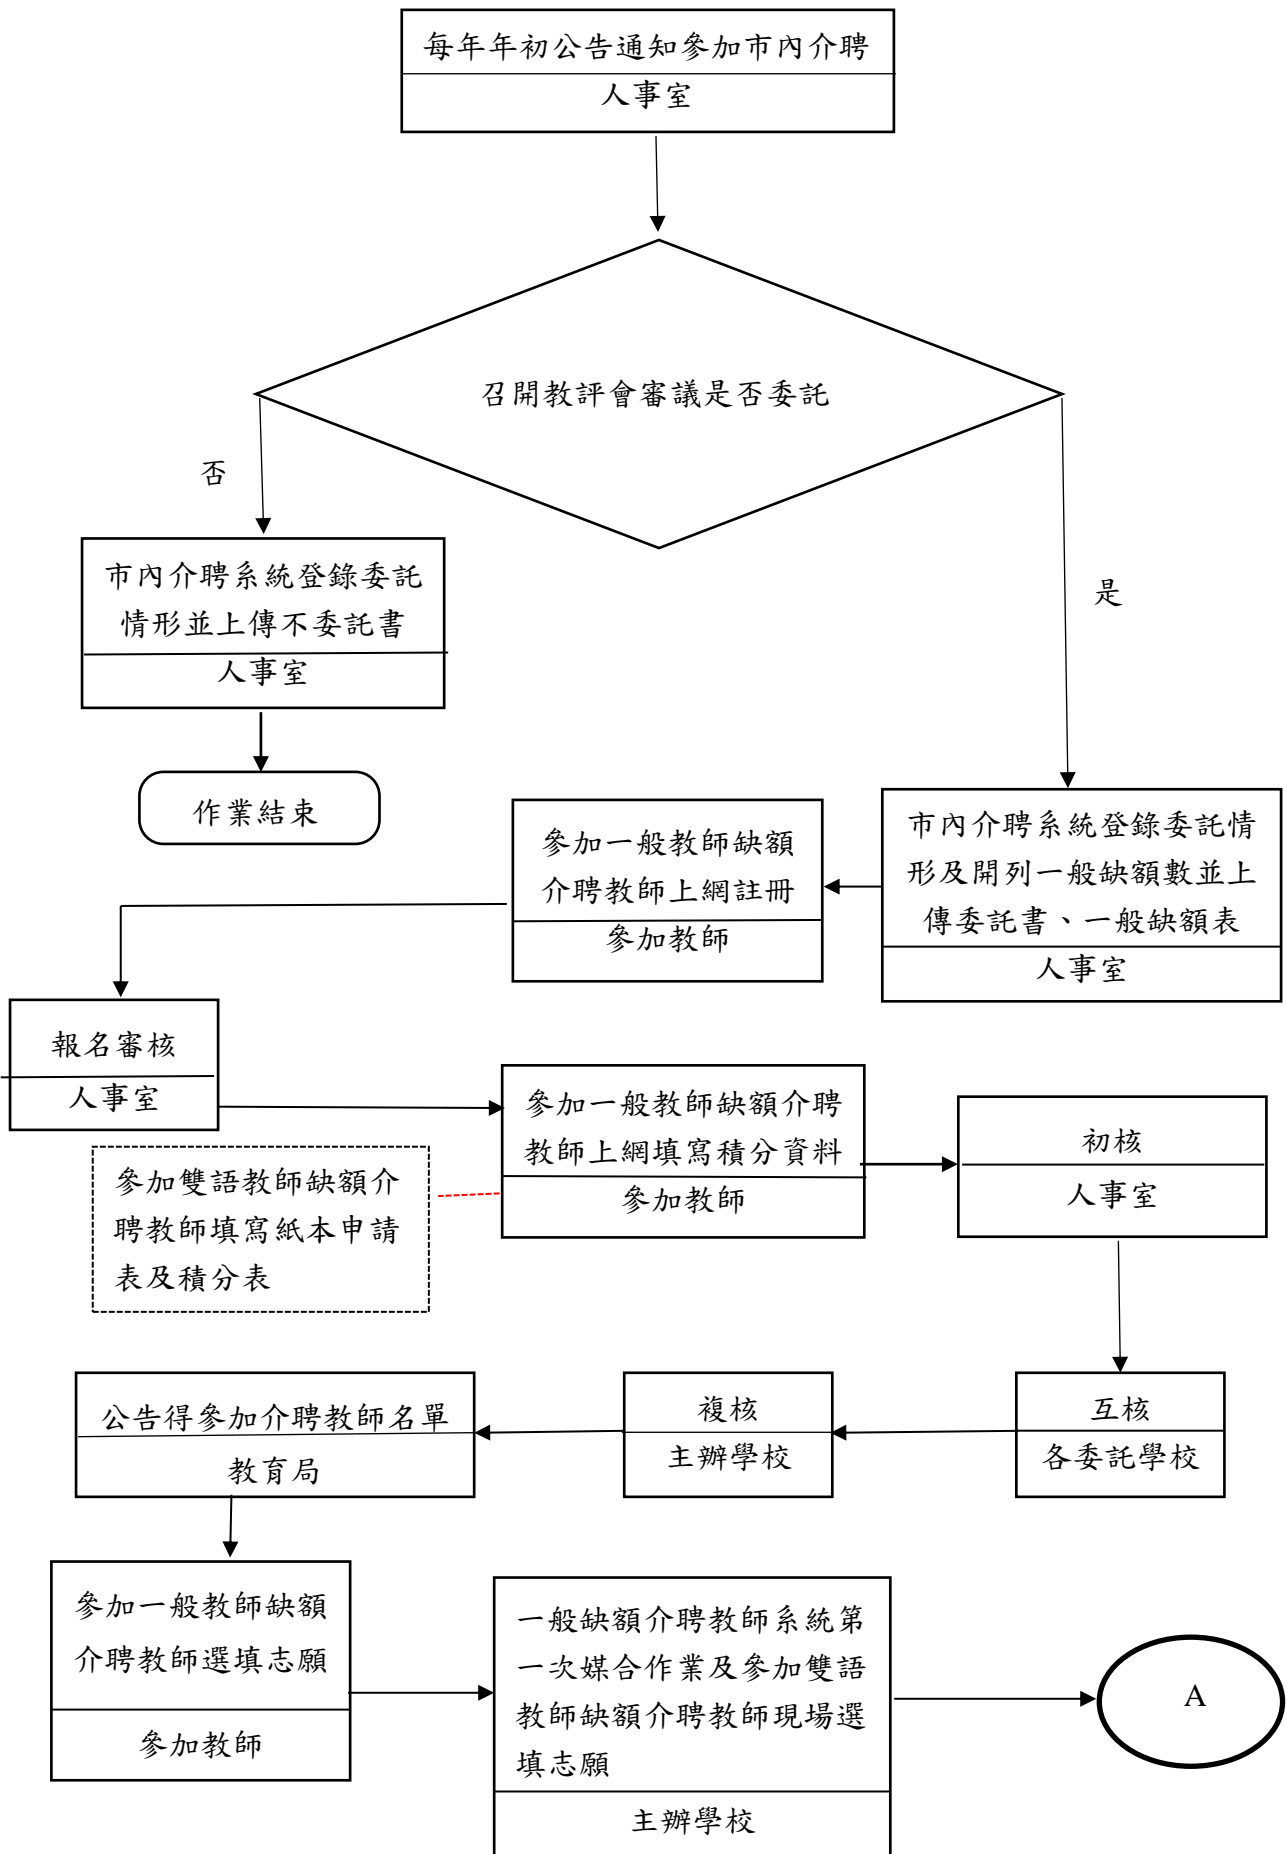 每年年初公告通知參加市內介聘
人事室
召開教評會審議是否委託
否
是
市內介聘系統登錄委託
情形並上傳不委託書
人事室
作業結束
市內介聘系統登錄委託情
形及開列一般缺額數並上
傳委託書、一般缺額表
人事室
參加一般教師缺額
介聘教師上網註冊
參加教師
報名審核
人事室
參加一般教師缺額介聘
教師上網填寫積分資料
參加教師
參加雙語教師缺額介
聘教師填寫紙本申請
表及積分表
初核
人事室
互核
各委託學校
複核
主辦學校
公告得參加介聘教師名單
教育局
參加一般教師缺額
介聘教師選填志願
參加教師
一般缺額介聘教師系統第
一次媒合作業及參加雙語
教師缺額介聘教師現場選
填志願
主辦學校
A